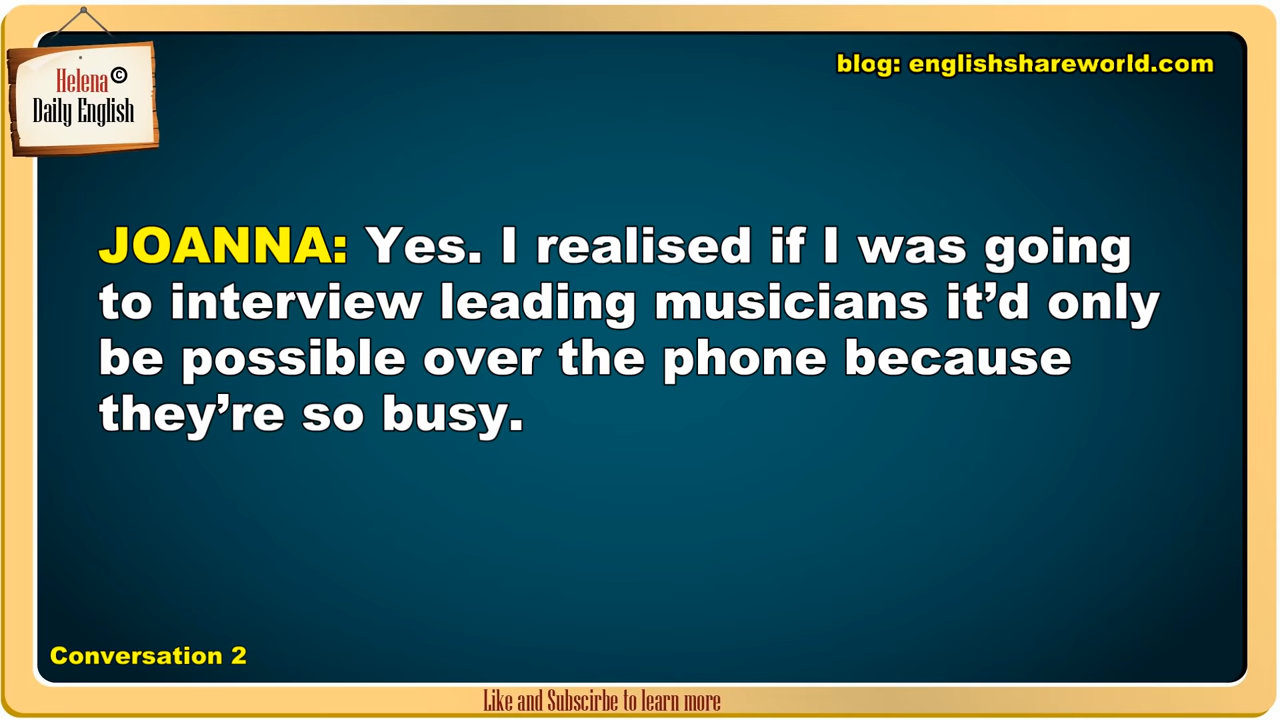 Helena©
Daily English
blog: englishshareworld.com
JOANNA: Yes. I realised if I was going
to interview leading musicians it’d only
be possible over the phone because
they’re so busy.
Conversation 2
Like and Subscirbe to learn more